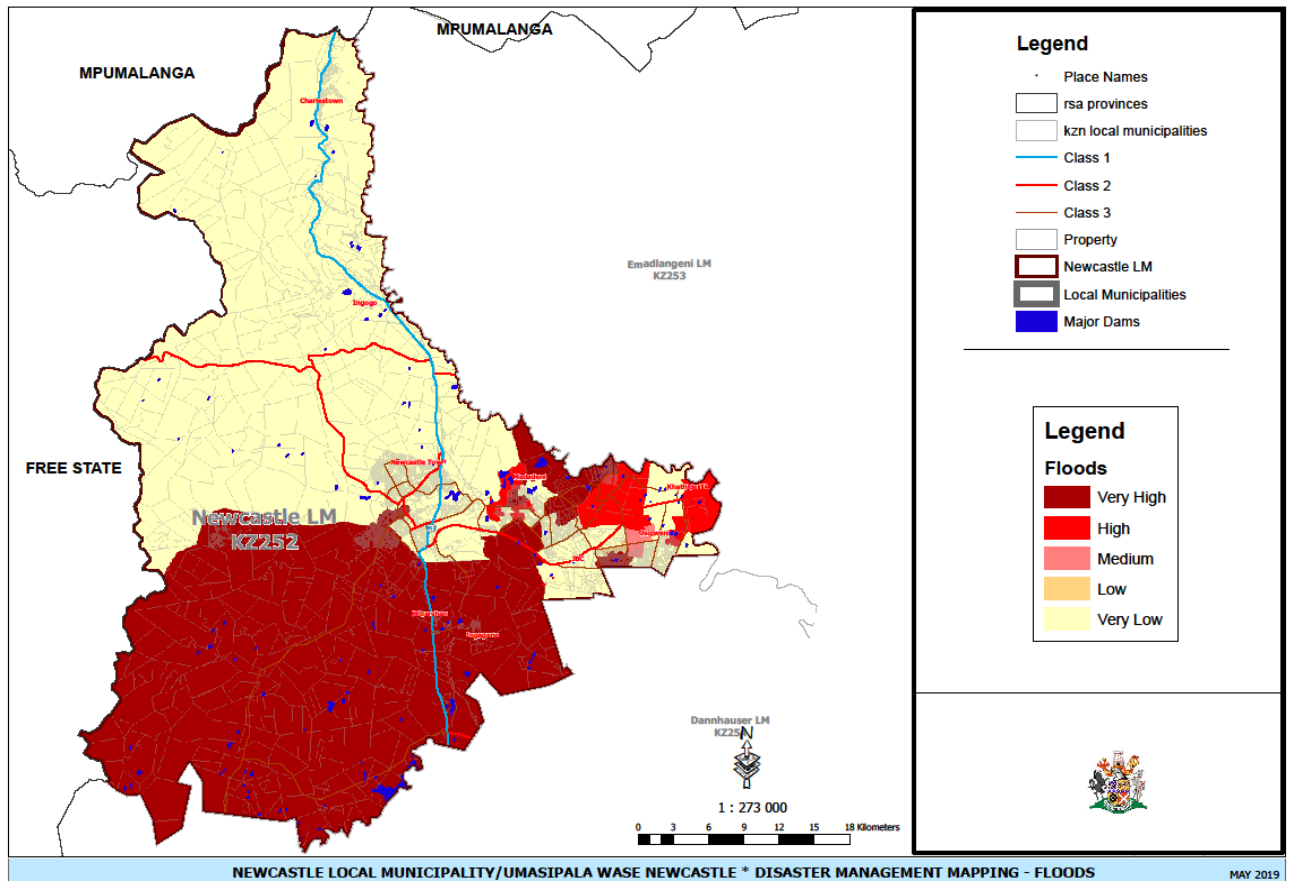 MPUMALANGA
MPUMALANGA
Charlestown
Emadlangeni LM
KZ253
Ingogo
FREE STATE
Newcastle Town
Newcastle LM
KZ252
Dannhauser LM
N
1 : 273 000
0 3 6 9 12 15 18 Kilometers
Legend
Place Names
rsa provinces
kzn local municipalities
Class 1
Class 2
Class 3
Property
Newcastle LM
Local Municipalities
Major Dams
Legend
Floods
Very High
High
Medium
Low
Very Low
NEWCASTLE LOCAL MUNICIPALITY/UMASIPALA WASE NEWCASTLE * DISASTER MANAGEMENT MAPPING - FLOODS
MAY 2019